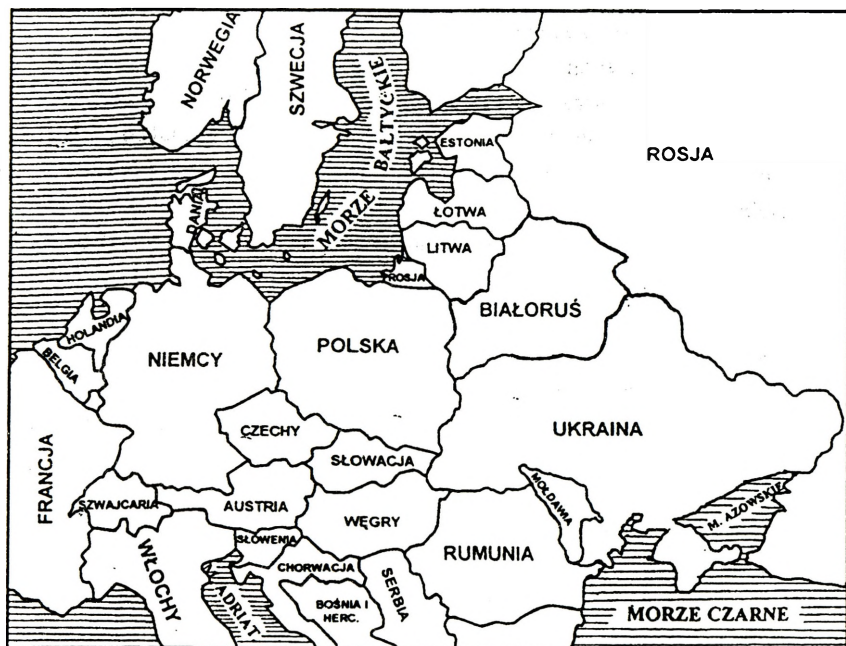 NORWEGIA
SZWECJA
MORZE BAŁTYCKIE
ESTONIA
ROSJA
ŁOTWA
DANIA
LITWA
ROSJA
BIAŁORUŚ
HOLANDIA
BELGIA
NIEMCY
POLSKA
CZECHY
UKRAINA
SŁOWACJA
FRANCJA
SZWAJCARIA
AUSTRIA
WĘGRY
MOŁDAWIA
M. AZOWSKIE
SŁOWENIA
RUMUNIA
WŁOCHY
CHORWACJA
SERBIA
M. ADRIAT.
BOŚNIA I
HERC.
MORZE CZARNE